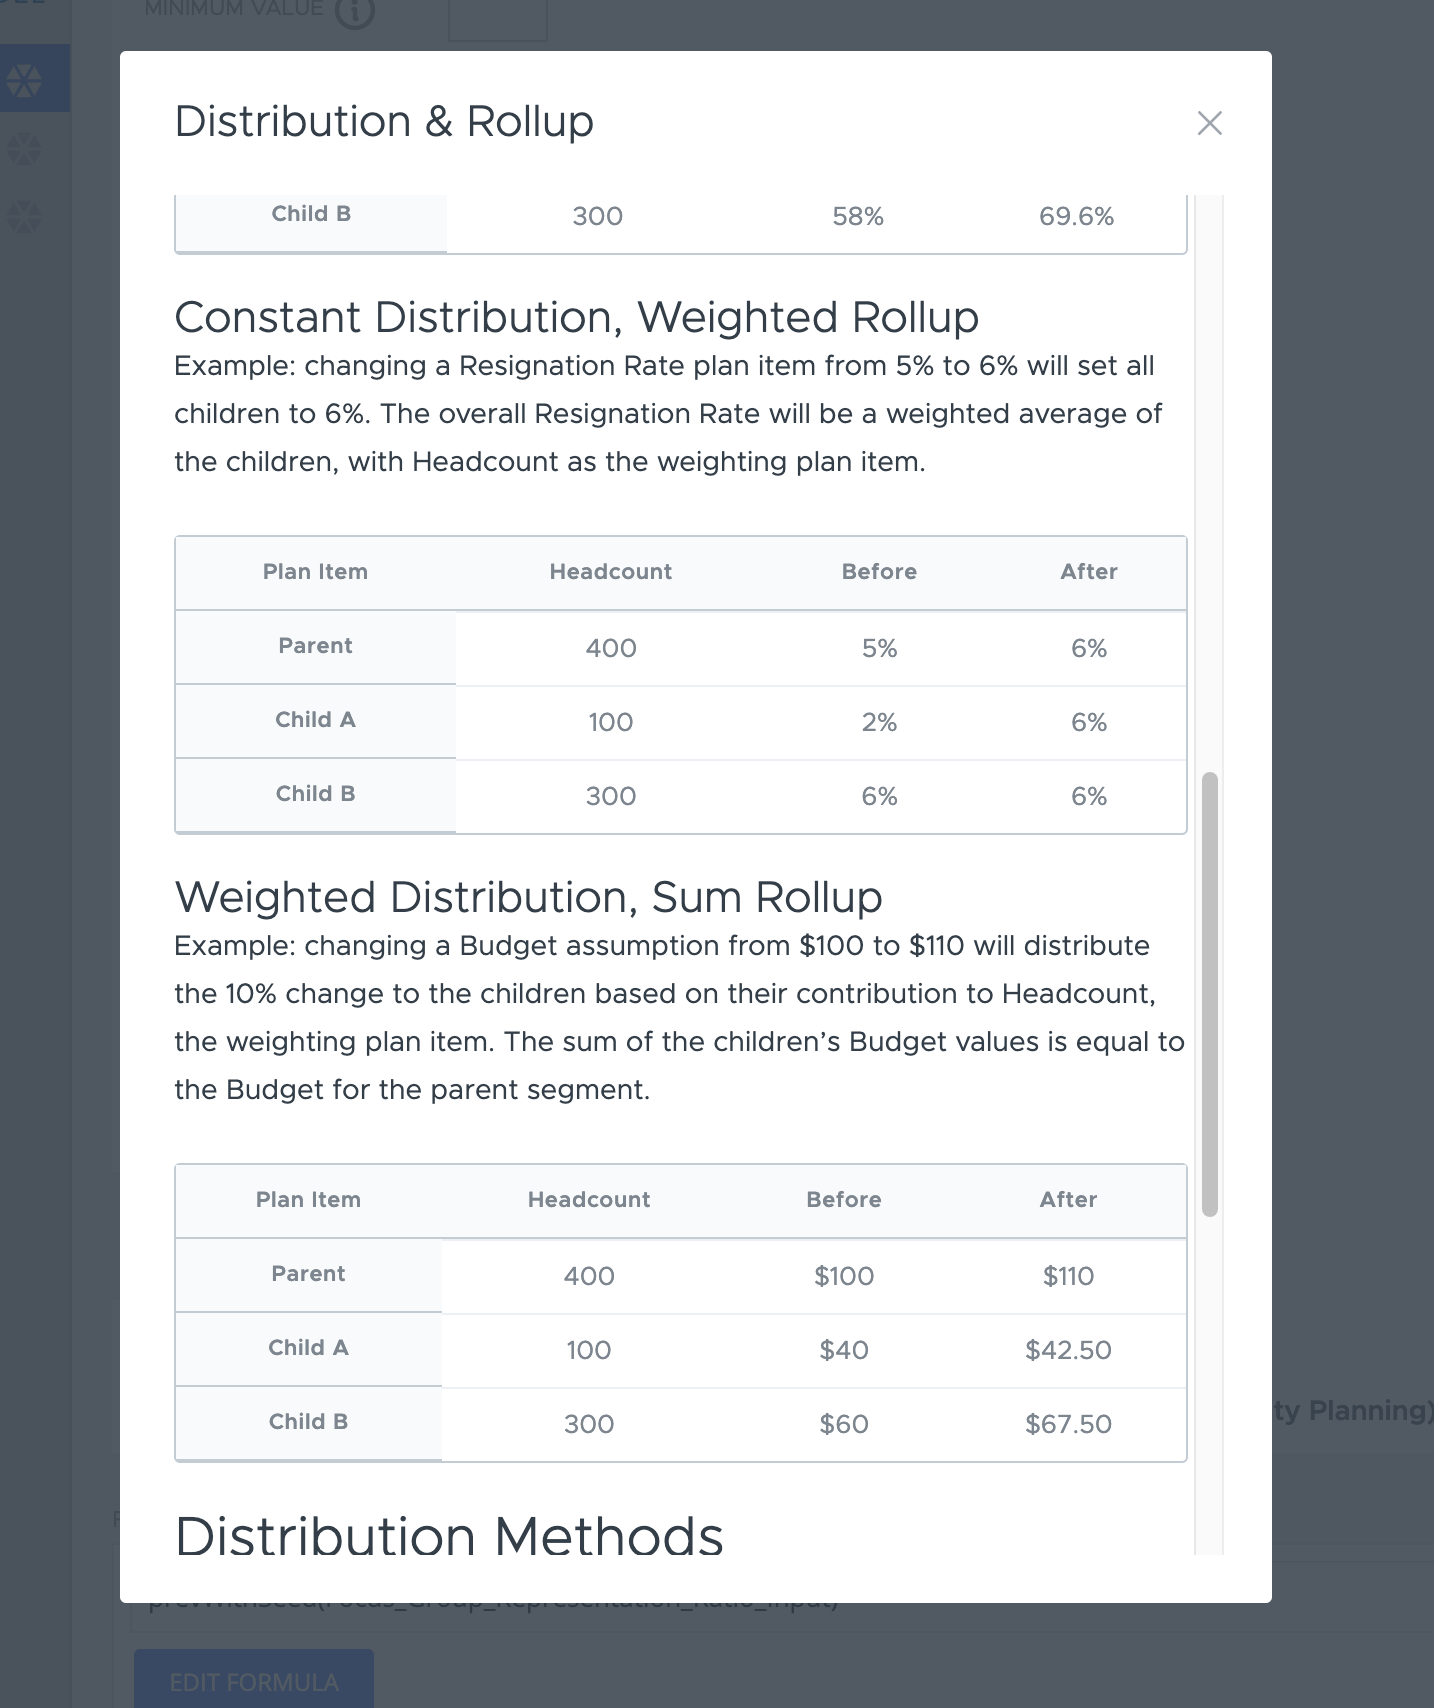 MINIMUM VALUE
Distribution & Rollup
Child B 300 58% 69.6%
Constant Distribution, Weighted Rollup
Example: changing a Resignation Rate plan item from 5% to 6% will set all
children to 6%. The overall Resignation Rate will be a weighted average of
the children, with Headcount as the weighting plan item.
Plan Item Headcount Before After
Parent 400 5% 6%
Child A 100 2% 6%
Child B 300 6% 6%
Weighted Distribution, Sum Rollup
Example: changing a Budget assumption from $100 to $110 will distribute
the 10% change to the children based on their contribution to Headcount,
the weighting plan item. The sum of the children’s Budget values is equal to
the Budget for the parent segment.
Plan Item Headcount Before After
Parent 400 $100 $110
Child A 100 $40 $42.50
Child B 300 $60 $67.50
ty Planning)
Distribution Methods
prevWithSeed(Focus_Group_Representation_Ratio_Input)
EDIT FORMULA